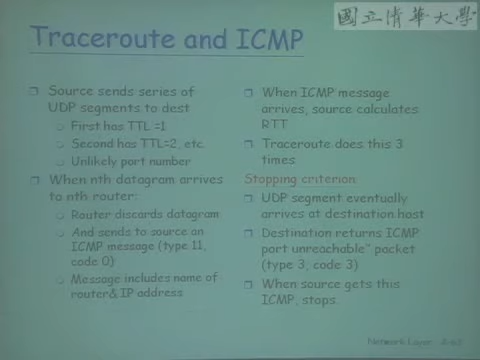 國立清華大學
Traceroute and ICMP
Source sends series of
UDP segments to dest
First has TTL =1
Second has TTL=2, etc.
Unlikely port number
When nth datagram arrives
to nth router:
Router discards datagram
And sends to source an
ICMP message (type 11,
code 0)
Message includes name of
router& IP address
When ICMP message
arrives, source calculates
RTT
Traceroute does this 3
times
Stopping criterion
UDP segment eventually
arrives at destination host
Destination returns ICMP
port unreachable” packet
(type 3, code 3)
When source gets this
ICMP, stops.
Network Layer